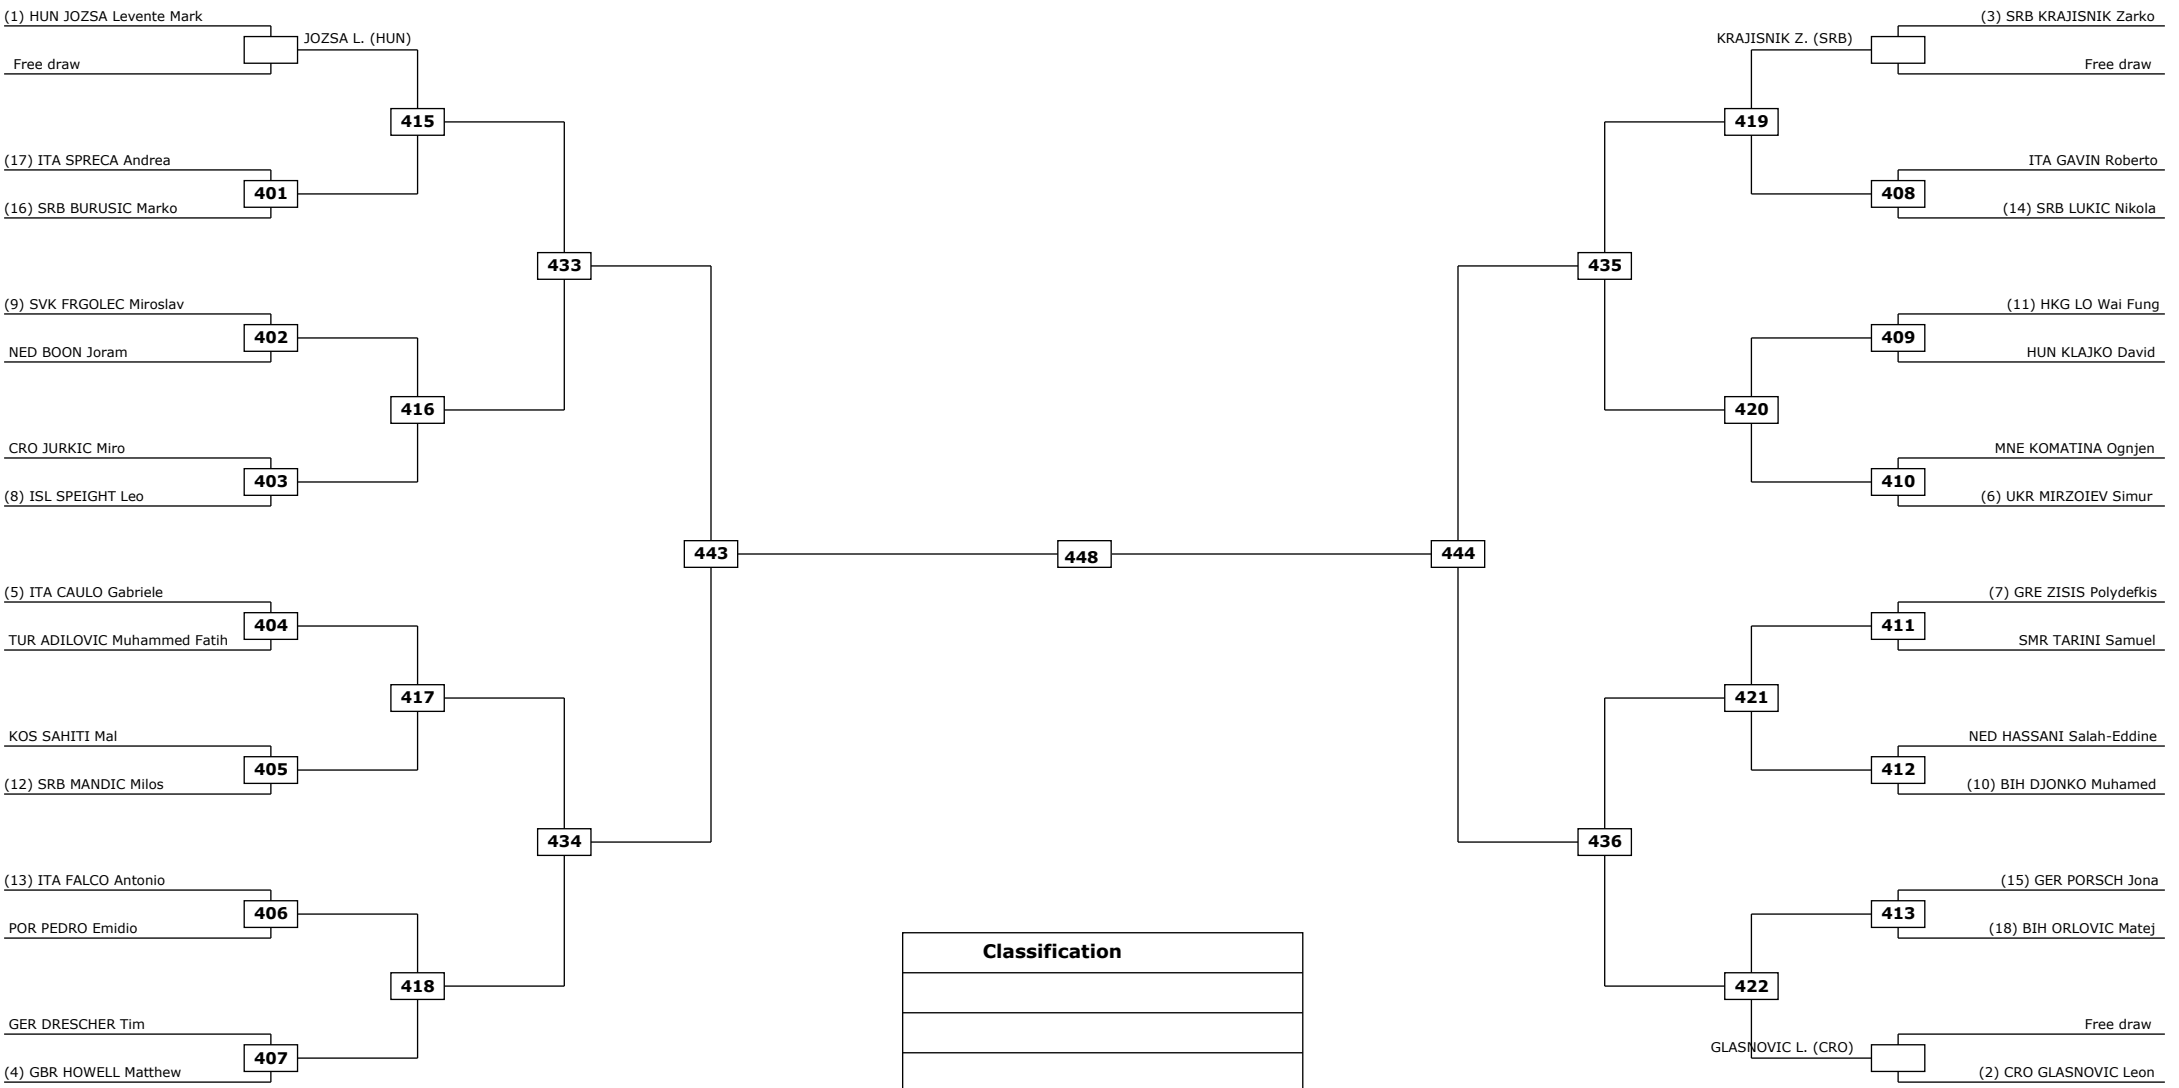 (1) HUN JOZSA Levente Mark
JOZSA L. (HUN)
Free draw
415
(17) ITA SPRECA Andrea
401
(16) SRB BURUSIC Marko
433
(9) SVK FRGOLEC Miroslav
402
NED BOON Joram
416
CRO JURKIC Miro
403
(8) ISL SPEIGHT Leo
443
(5) ITA CAULO Gabriele
404
TUR ADILOVIC Muhammed Fatih
417
KOS SAHITI Mal
405
(12) SRB MANDIC Milos
434
(13) ITA FALCO Antonio
406
POR PEDRO Emidio
418
GER DRESCHER Tim
407
(4) GBR HOWELL Matthew
448
Classification
(3) SRB KRAJISNIK Zarko
KRAJISNIK Z. (SRB)
Free draw
419
ITA GAVIN Roberto
408
(14) SRB LUKIC Nikola
435
(11) HKG LO Wai Fung
409
HUN KLAJKO David
420
MNE KOMATINA Ognjen
410
(6) UKR MIRZOIEV Simur
444
(7) GRE ZISIS Polydefkis
411
SMR TARINI Samuel
421
NED HASSANI Salah-Eddine
412
(10) BIH DJONKO Muhamed
436
(15) GER PORSCH Jona
413
(18) BIH ORLOVIC Matej
422
Free draw
GLASNOVIC L. (CRO)
(2) CRO GLASNOVIC Leon